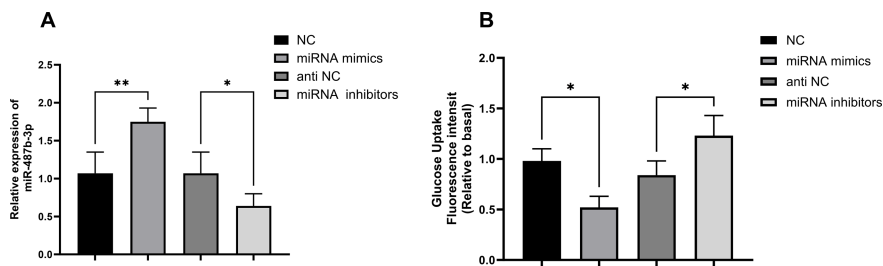 A
NC
miRNA mimics
anti NC
miRNA inhibitors
Relative expression of
miR-487b-3p
2.5
2.0
1.5
1.0
0.5
0.0
**
*
B
NC
miRNA mimics
anti NC
miRNA inhibitors
Glucose Uptake
Fluorescence intensit
(Relative to basal)
2.0
1.5
1.0
0.5
0.0
*
*